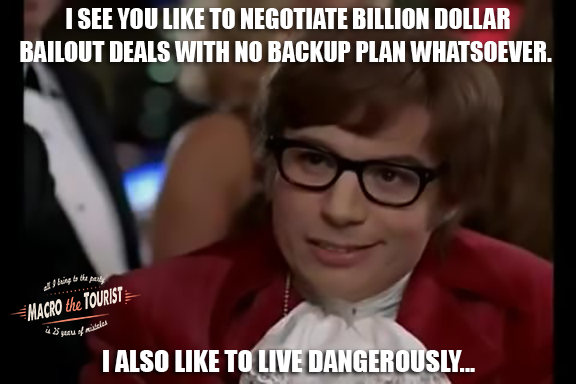 I SEE YOU LIKE TO NEGOTIATE BILLION DOLLAR
BAILOUT DEALS WITH NO BACKUP PLAN WHATSOEVER.
all I bring to the party
MACRO the TOURIST
is 25 years of mistakes
I ALSO LIKE TO LIVE DANGEROUSLY...